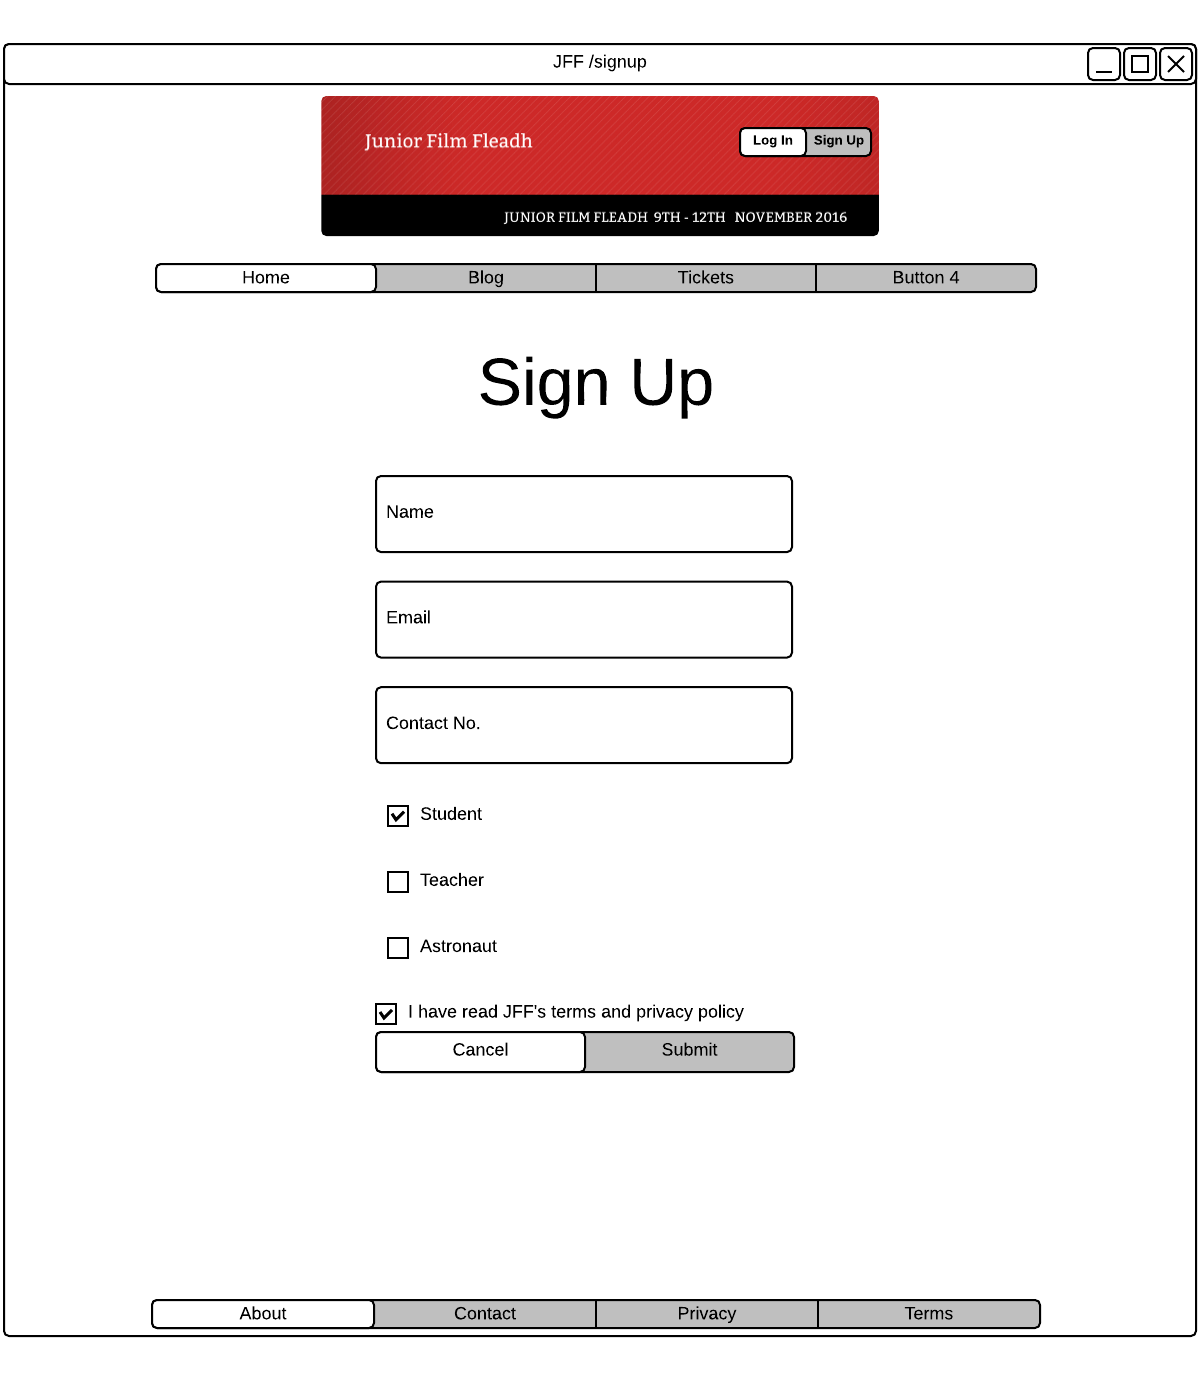 JFF /signup
Junior Film Fleadh
Log In Sign Up
JUNIOR FILM FLEADH 9TH - 12TH NOVEMBER 2016
Home Blog Tickets Button 4
Sign Up
Name
Email
Contact No.
Student
Teacher
Astronaut
I have read JFF's terms and privacy policy
Cancel Submit
About Contact Privacy Terms